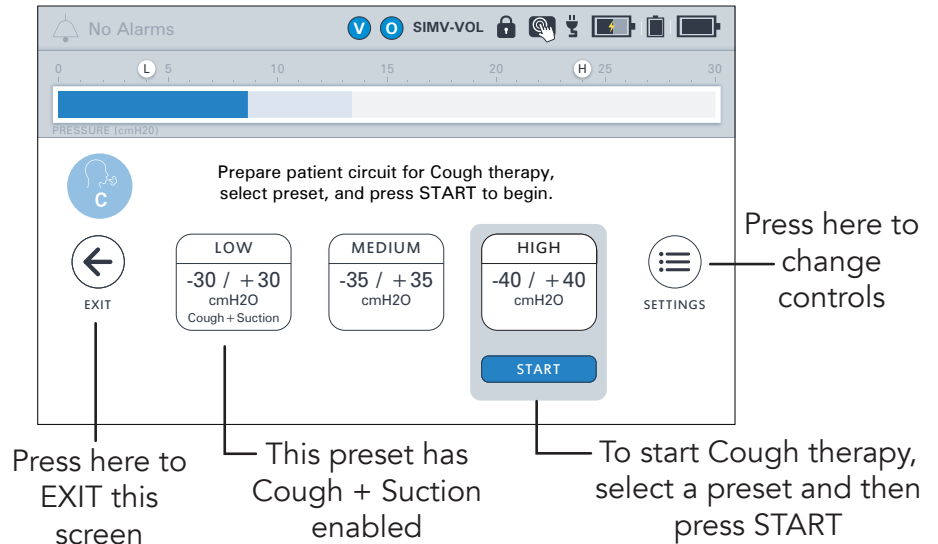 No Alarms
V O SIMV-VOL
0 L 5 10 15 20 H 25 30
PRESSURE (cmH20)
Prepare patient circuit for Cough therapy,
select preset, and press START to begin.
C
EXIT
LOW
-30 / +30
cmH2O
Cough + Suction
MEDIUM
-35 / +35
cmH2O
HIGH
-40 / +40
cmH2O
START
SETTINGS
Press here to
change
controls
Press here to
EXIT this
screen
This preset has
Cough + Suction
enabled
To start Cough therapy,
select a preset and then
press START